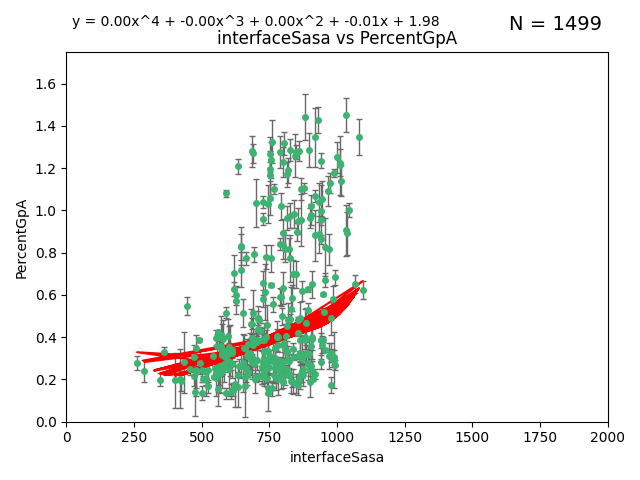 y = 0.00x^4 + -0.00x^3 + 0.00x^2 + -0.01x + 1.98
N = 1499
interfaceSasa vs PercentGpA
PercentGpA
1.6
1.4
1.2
1.0
0.8
0.6
0.4
0.2
0.0
0 250 500 750 1000 1250 1500 1750 2000
interfaceSasa